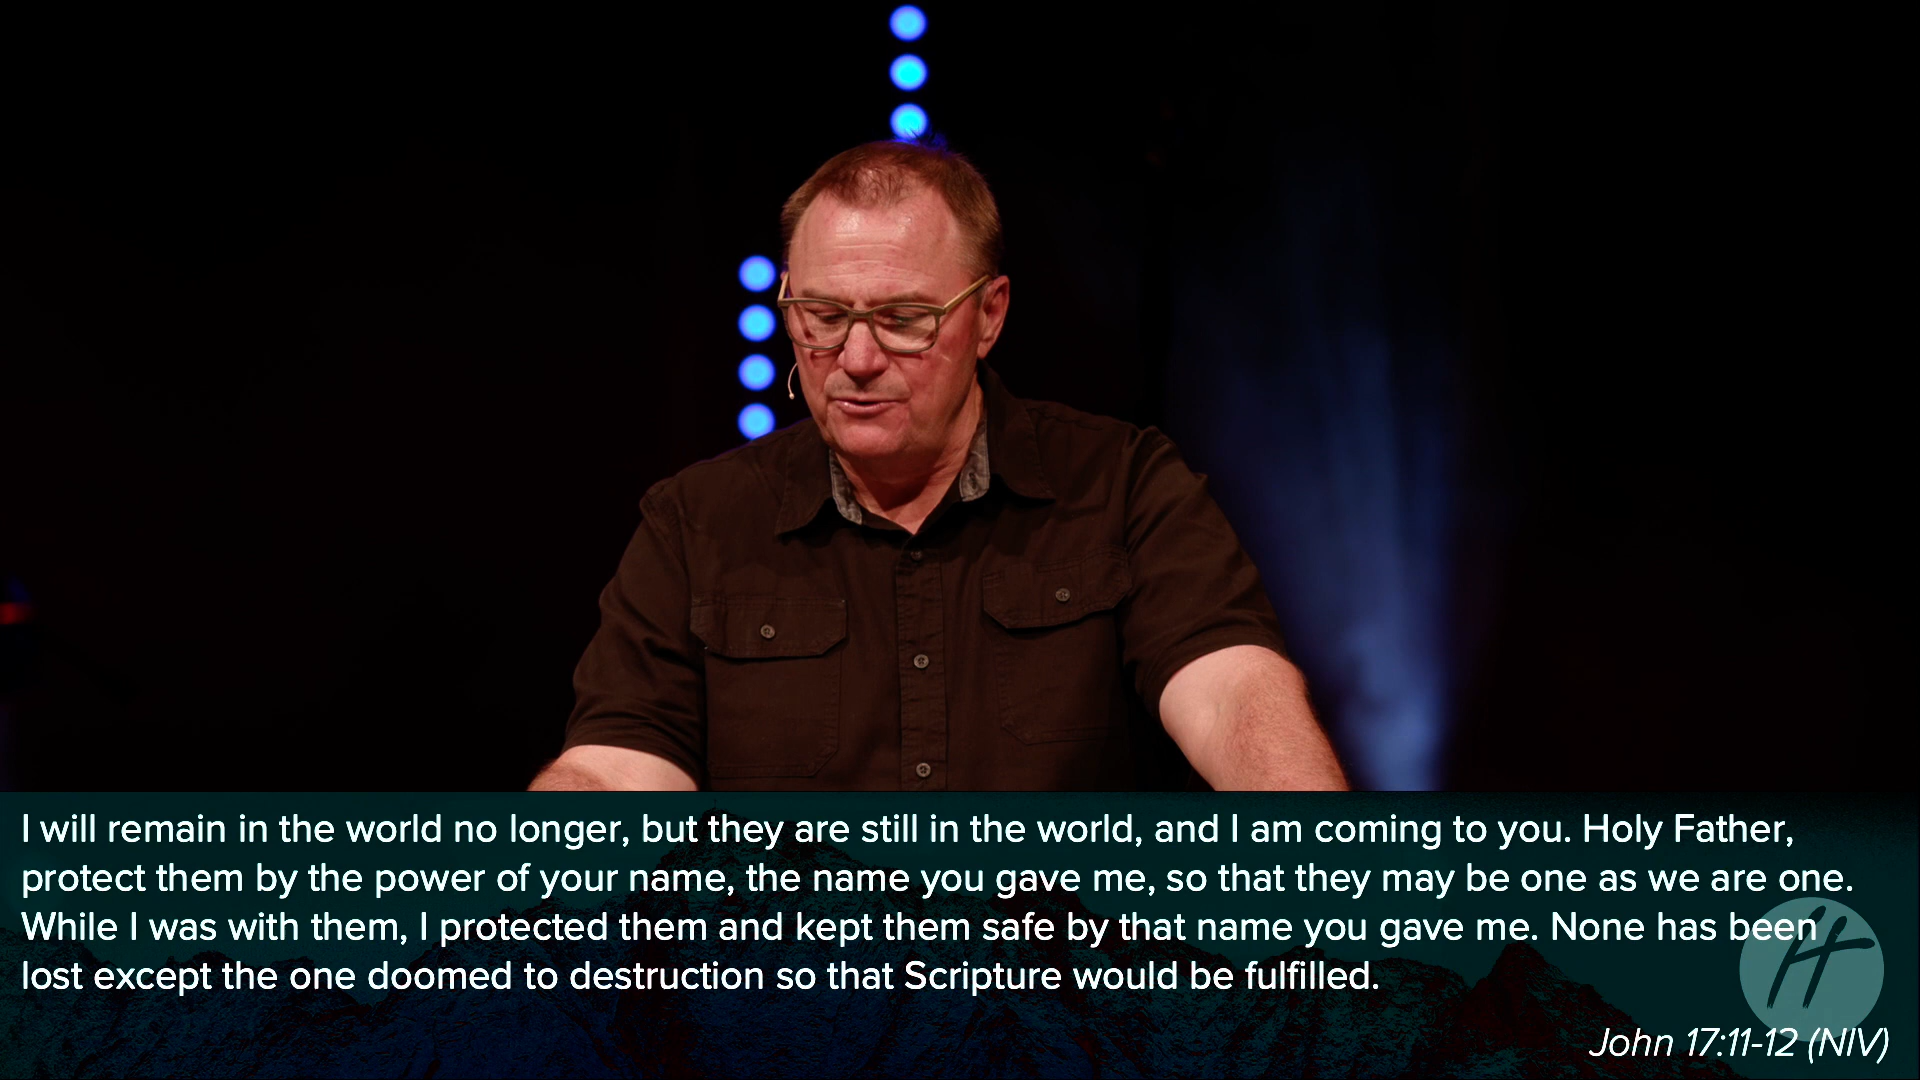 I will remain in the world no longer, but they are still in the world, and I am coming to you. Holy Father,
protect them by the power of your name, the name you gave me, so that they may be one as we are one.
While I was with them, I protected them and kept them safe by that name you gave me. None has been
lost except the one doomed to destruction so that Scripture would be fulfilled.
H
John 17:11-12 (NIV)